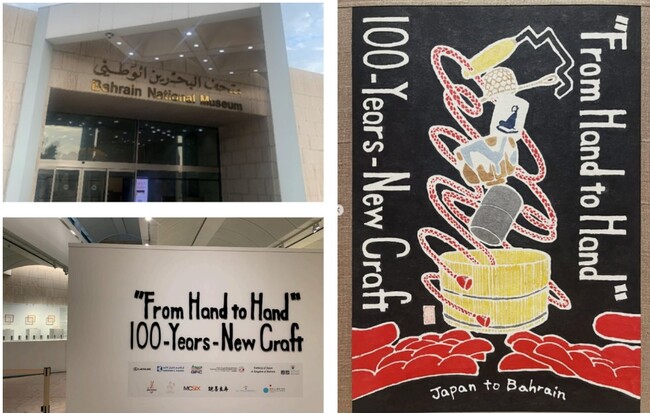 متحف البحرين الوطني
Bahrain National Museum
"From Hand to Hand"
100-Years-New Craft
"From Hand to Hand"
100-Years-New Craft
Japan to Bahrain